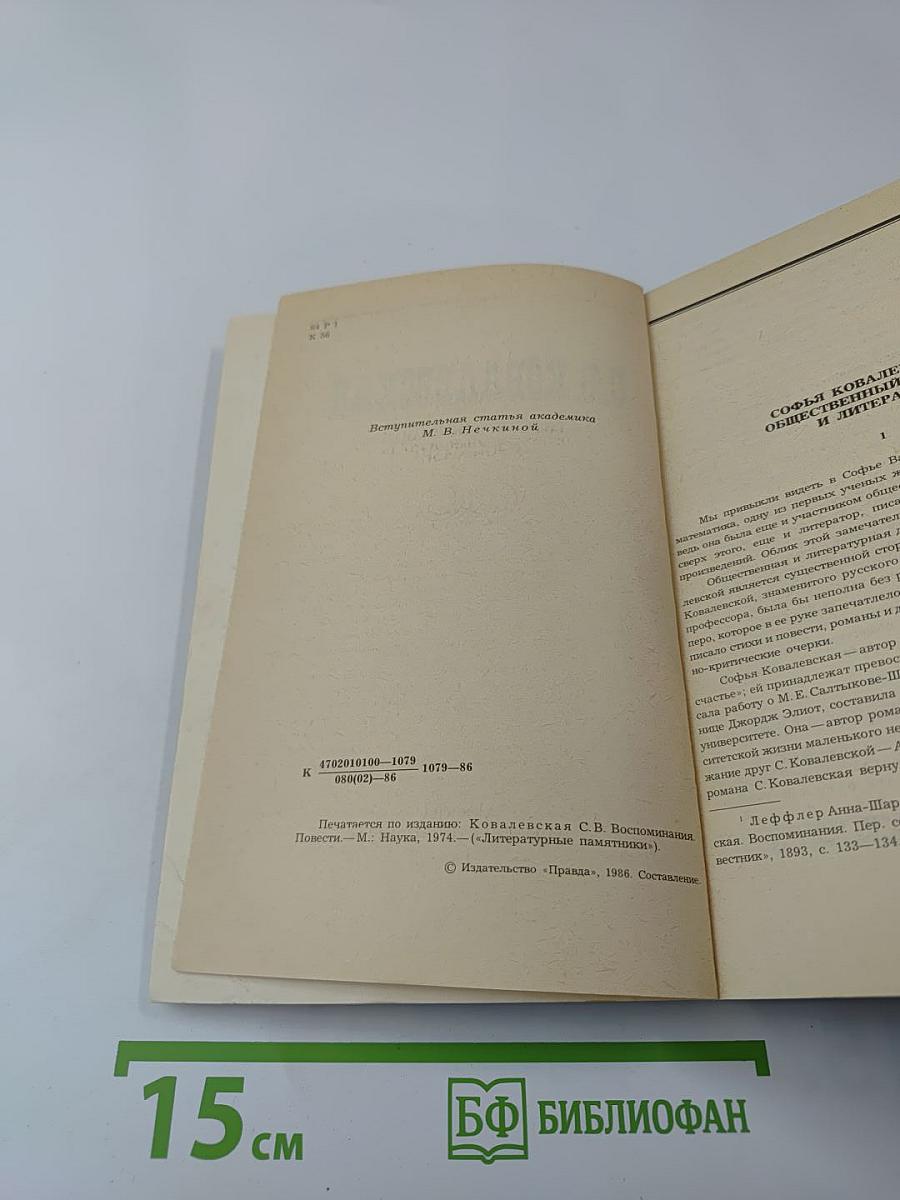 84 Р 1
К 56
Вступительная статья академика
М. В. Нечкиной
К 4702010100—1079 1079—86
080(02)—86
Печатается по изданию: Ковалевская С. В. Воспоминания.
Повести.— М.: Наука, 1974.— («Литературные памятники»).
© Издательство «Правда», 1986. Составление.
СОФЬЯ КОВАЛЕ
ОБЩЕСТВЕННЫЙ
И ЛИТЕРА
1
Мы привыкли видеть в Софье Ва
математика, одну из первых ученых ж
ведь она была еще и участником общес
сверх этого, еще и литератор, писа
произведений. Облик этой замечател
Общественная и литературная д
левской является существенной стор
Ковалевской, знаменитого русского
профессора, была бы неполна без р
перо, которое в ее руке запечатлело
писало стихи и повести, романы и д
но-критические очерки.
Софья Ковалевская — автор
счастье»; ей принадлежат превос
сала работу о М. Е. Салтыкове-Щ
нице Джордж Элиот, составила
университете. Она — автор рома
ситетской жизни маленького не
жание друг С. Ковалевской — А
романа С. Ковалевская верну
1 Леффлер Анна-Шар
ская. Воспоминания. Пер. со
вестник», 1893, с. 133—134.
15 см
БФ БИБЛИОФАН